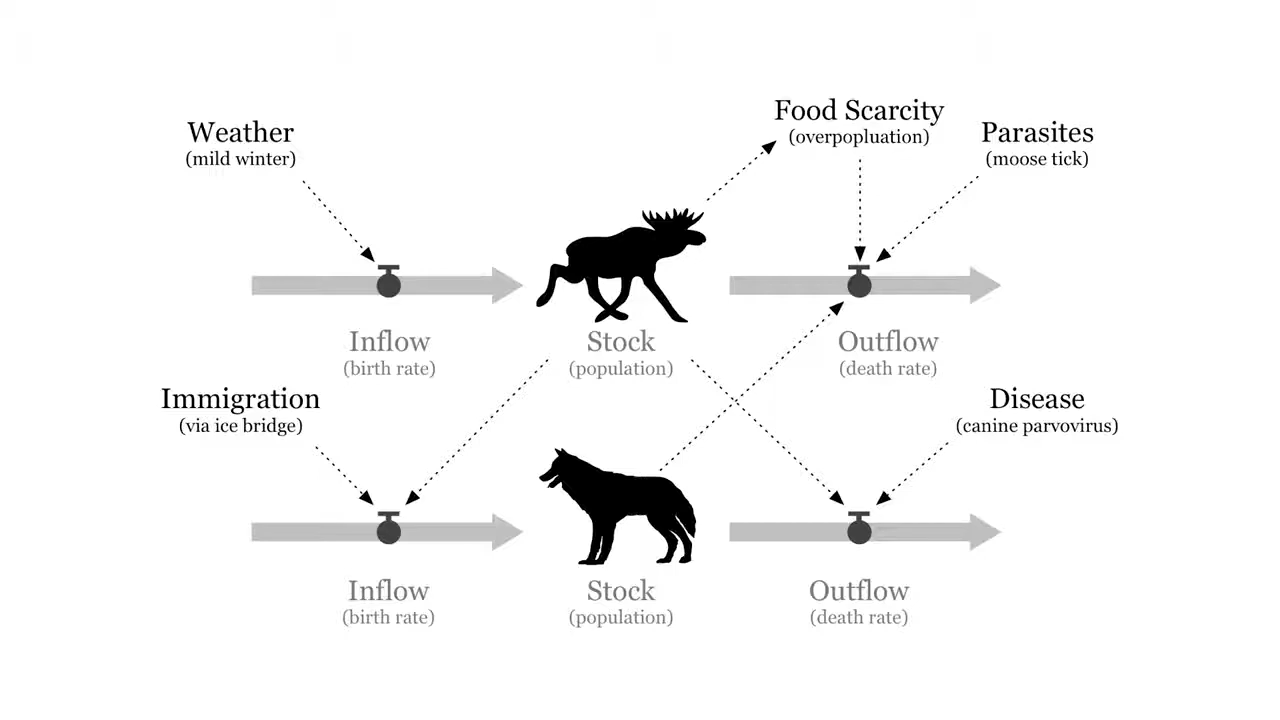 Food Scarcity
(overpopluation)
Weather
(mild winter)
Parasites
(moose tick)
Inflow
(birth rate)
Stock
(population)
Outflow
(death rate)
Immigration
(via ice bridge)
Disease
(canine parvovirus)
Inflow
(birth rate)
Stock
(population)
Outflow
(death rate)